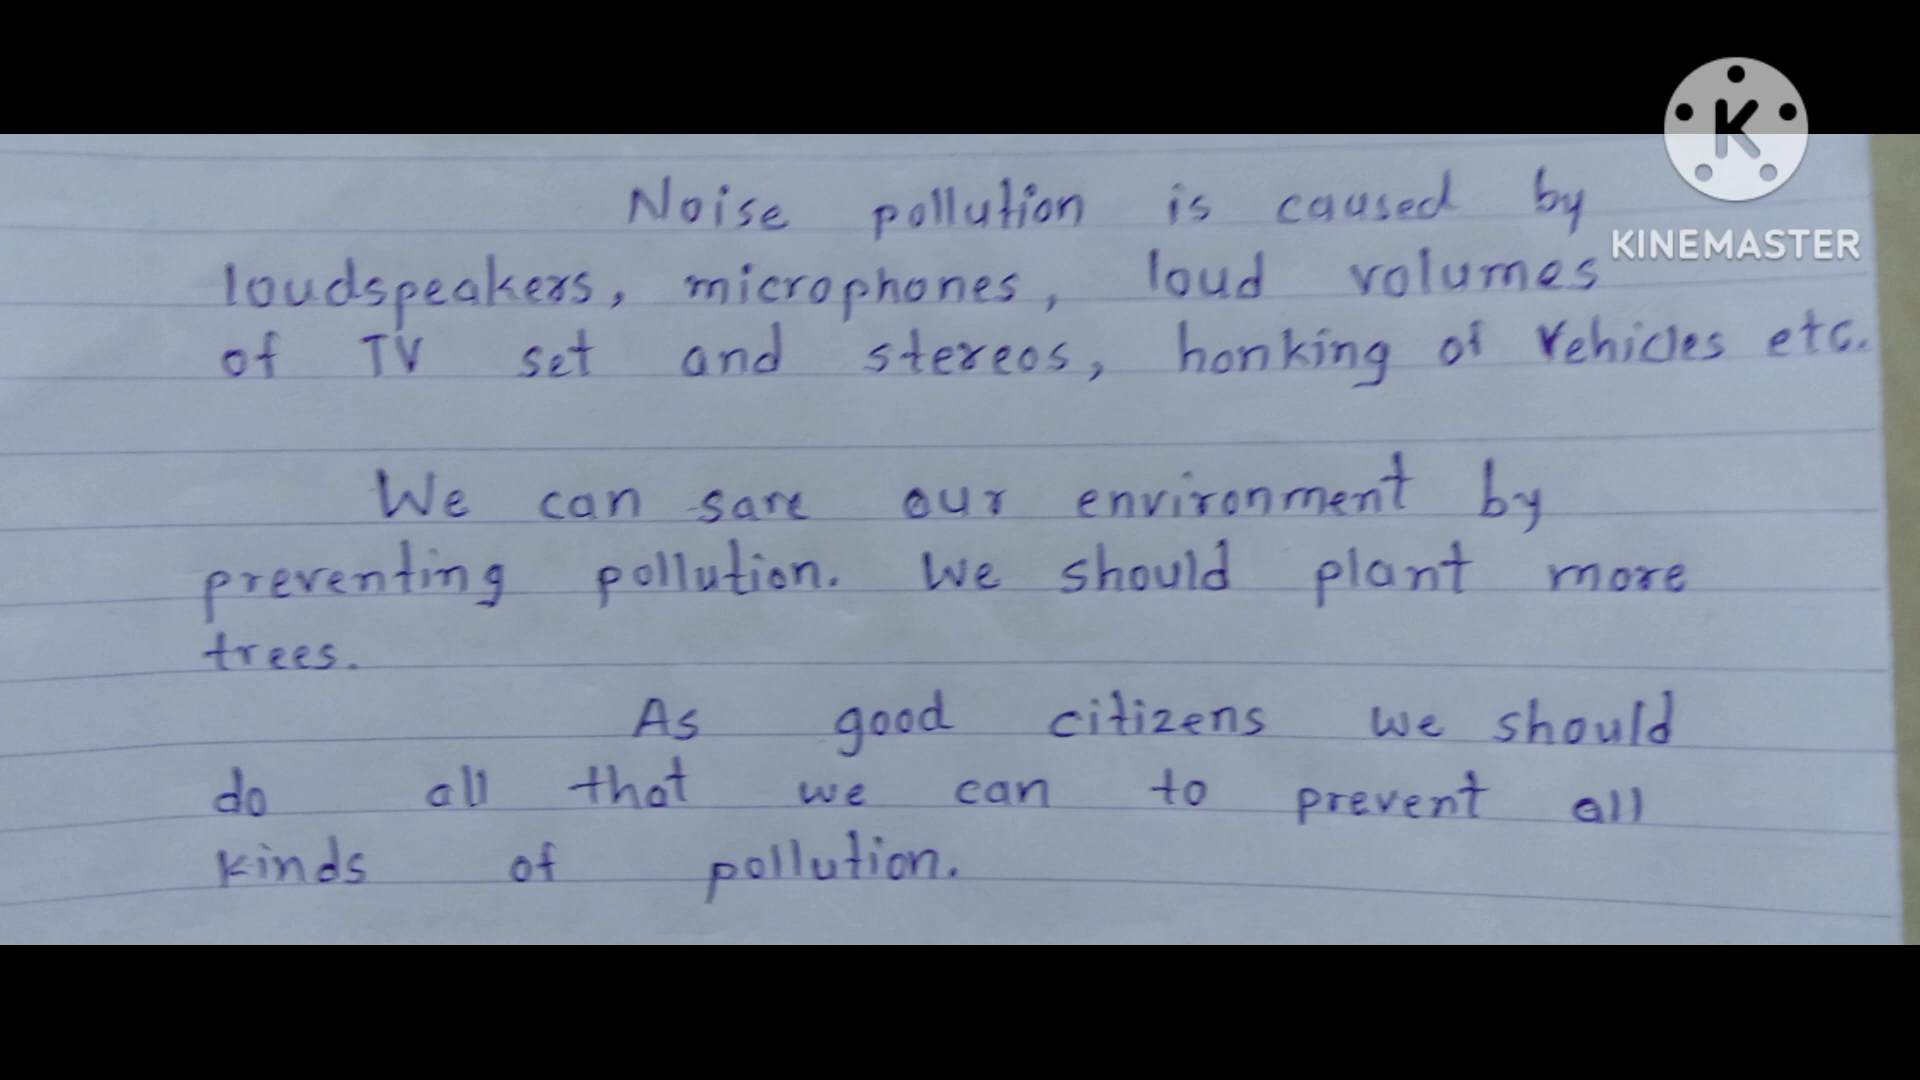 K
KINEMASTER
Noise pollution is caused by
loudspeakers, microphones, loud volumes
of TV set and stereos, honking of Vehicles etc.
We can save our environment by
preventing pollution. We should plant more
trees.
As good citizens we should
do all that we can to prevent all
kinds of pollution.